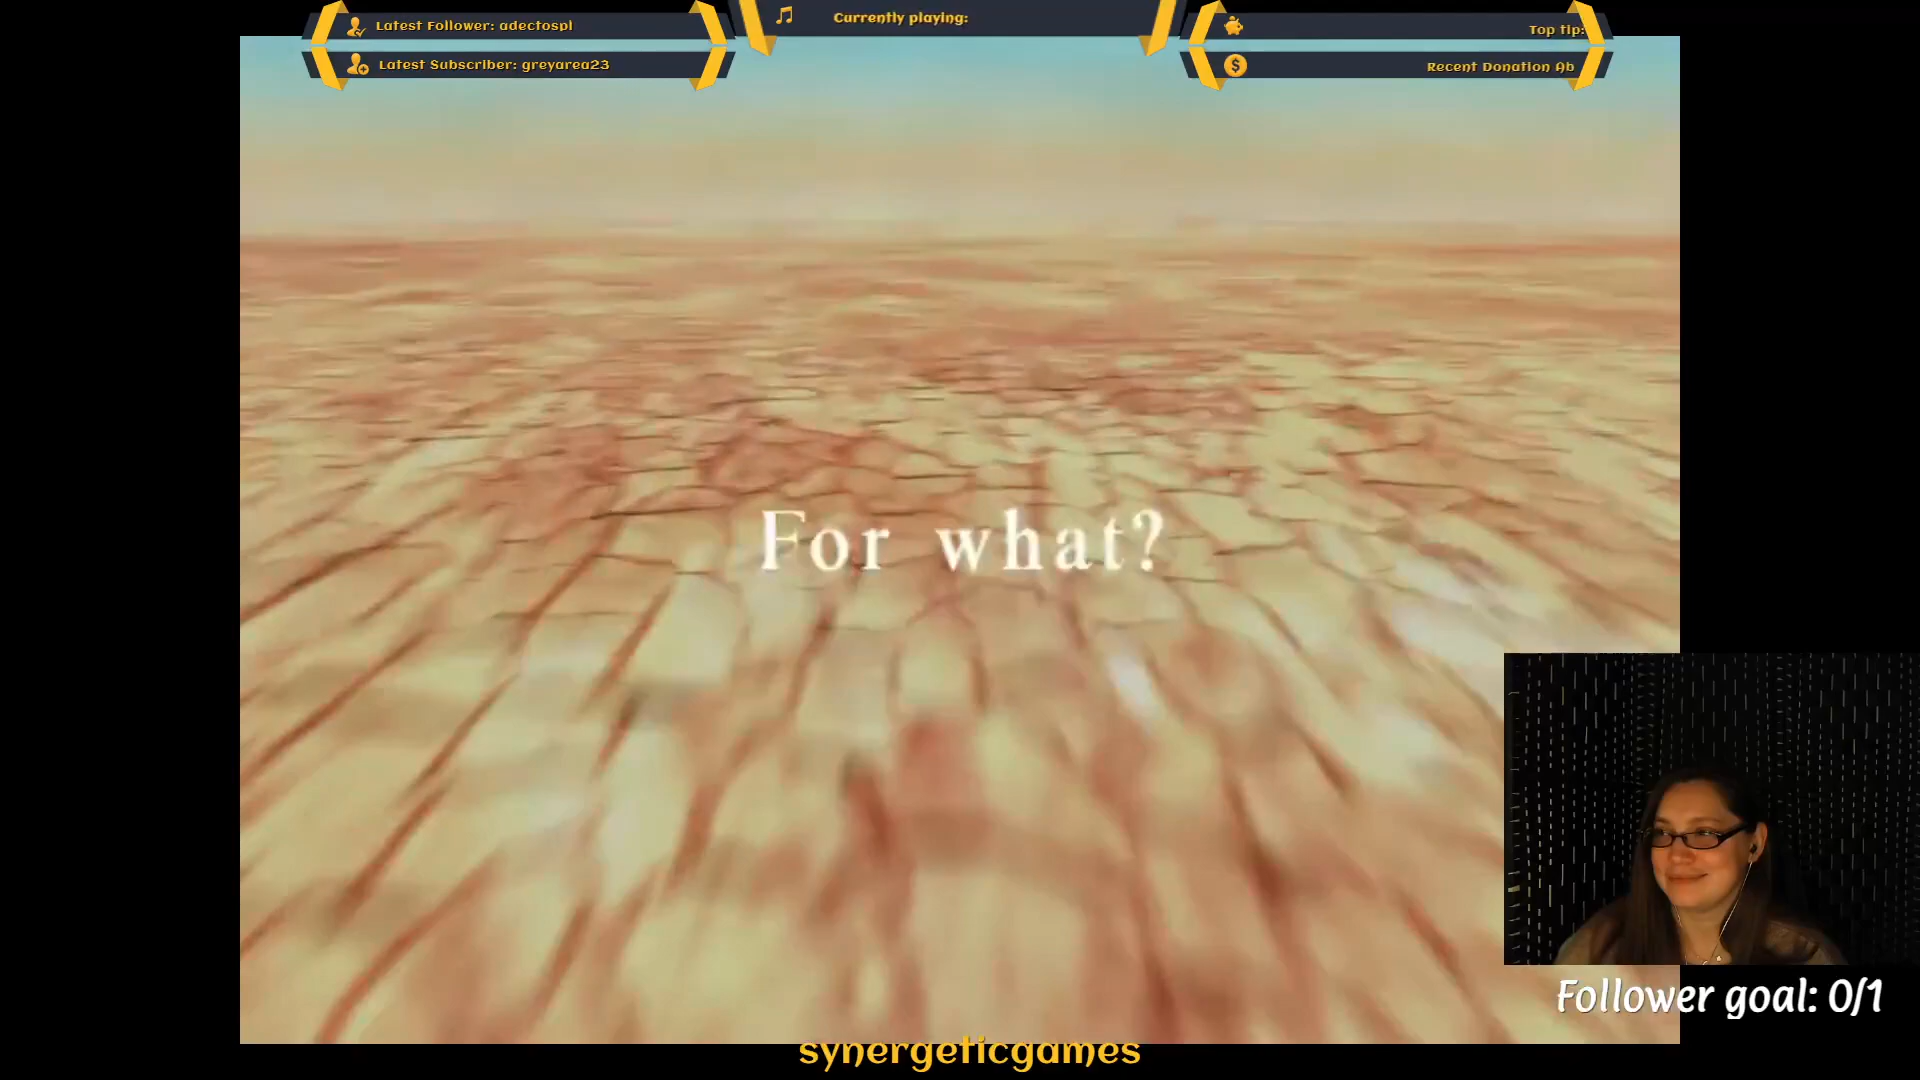 Latest Follower: adectospl
Currently playing:
Top tip:
Latest Subscriber: greyarea23
Recent Donation Ab
For what?
Follower goal: 0/1
synergeticgames